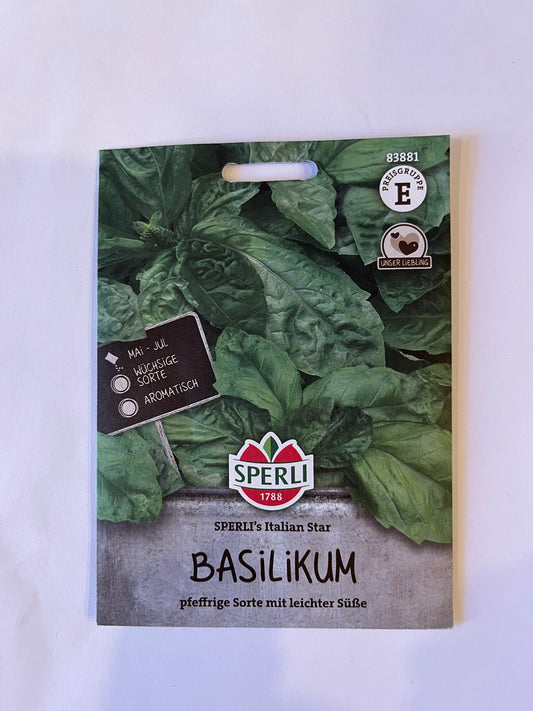 83881
PREISGRUPPE
E
UNSER LiEBLING
MAi - JUL
WÜCHSiGE
SORTE
AROMATiSCH
SPERLI
1788
SPERLI's Italian Star
BASiLiKUM
pfeffrige Sorte mit leichter Süße